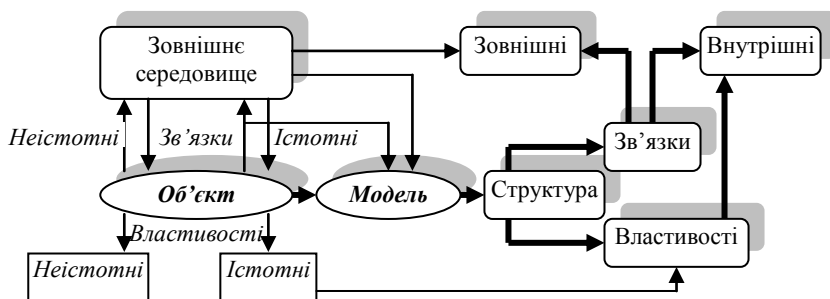 Зовнішнє
середовище
Зовнішні
Внутрішні
Неістотні
Зв’язки
Істотні
Зв’язки
Об’єкт
Модель
Структура
Властивості
Властивості
Неістотні
Істотні